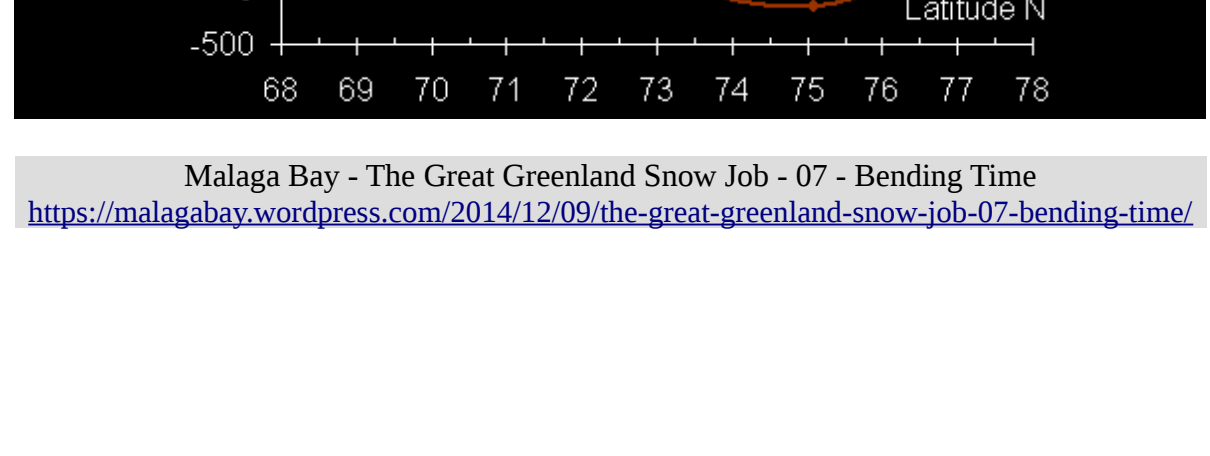 Latitude N
-500
68 69 70 71 72 73 74 75 76 77 78
Malaga Bay - The Great Greenland Snow Job - 07 - Bending Time
https://malagabay.wordpress.com/2014/12/09/the-great-greenland-snow-job-07-bending-time/